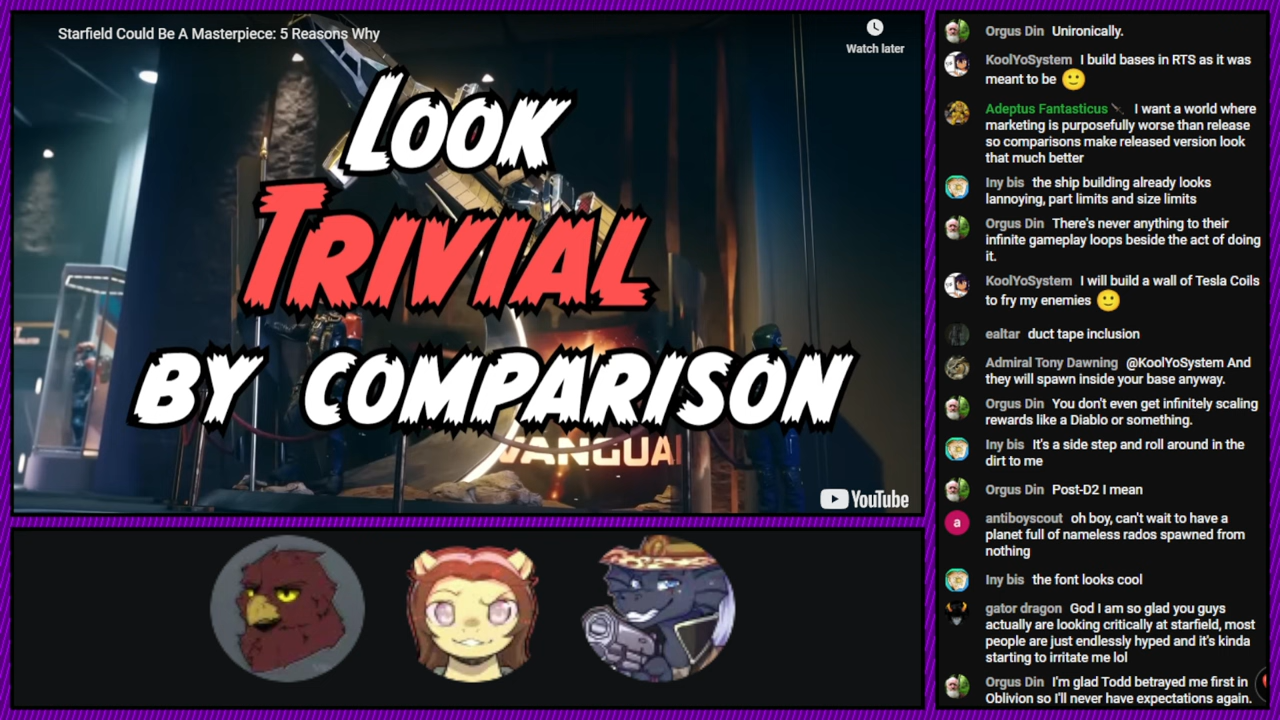 Starfield Could Be A Masterpiece: 5 Reasons Why
Watch later
LOOK
TRIVIAL
BY COMPARISON
VANGUA
YouTube
Orgus Din Unironically.
KoolYoSystem I build bases in RTS as it was
meant to be 🙂
Adeptus Fantasticus I want a world where
marketing is purposefully worse than release
so comparisons make released version look
that much better
Iny bis the ship building already looks
lannoying, part limits and size limits
Orgus Din There's never anything to their
infinite gameplay loops beside the act of doing
it.
KoolYoSystem I will build a wall of Tesla Coils
to fry my enemies 🙂
ealtar duct tape inclusion
Admiral Tony Dawning @KoolYoSystem And
they will spawn inside your base anyway.
Orgus Din You don't even get infinitely scaling
rewards like a Diablo or something.
Iny bis It's a side step and roll around in the
dirt to me
Orgus Din Post-D2 I mean
a
antiboyscout oh boy, can't wait to have a
planet full of nameless rados spawned from
nothing
Iny bis the font looks cool
gator dragon God I am so glad you guys
actually are looking critically at starfield, most
people are just endlessly hyped and it's kinda
starting to irritate me lol
Orgus Din I'm glad Todd betrayed me first in
Oblivion so I'll never have expectations again.